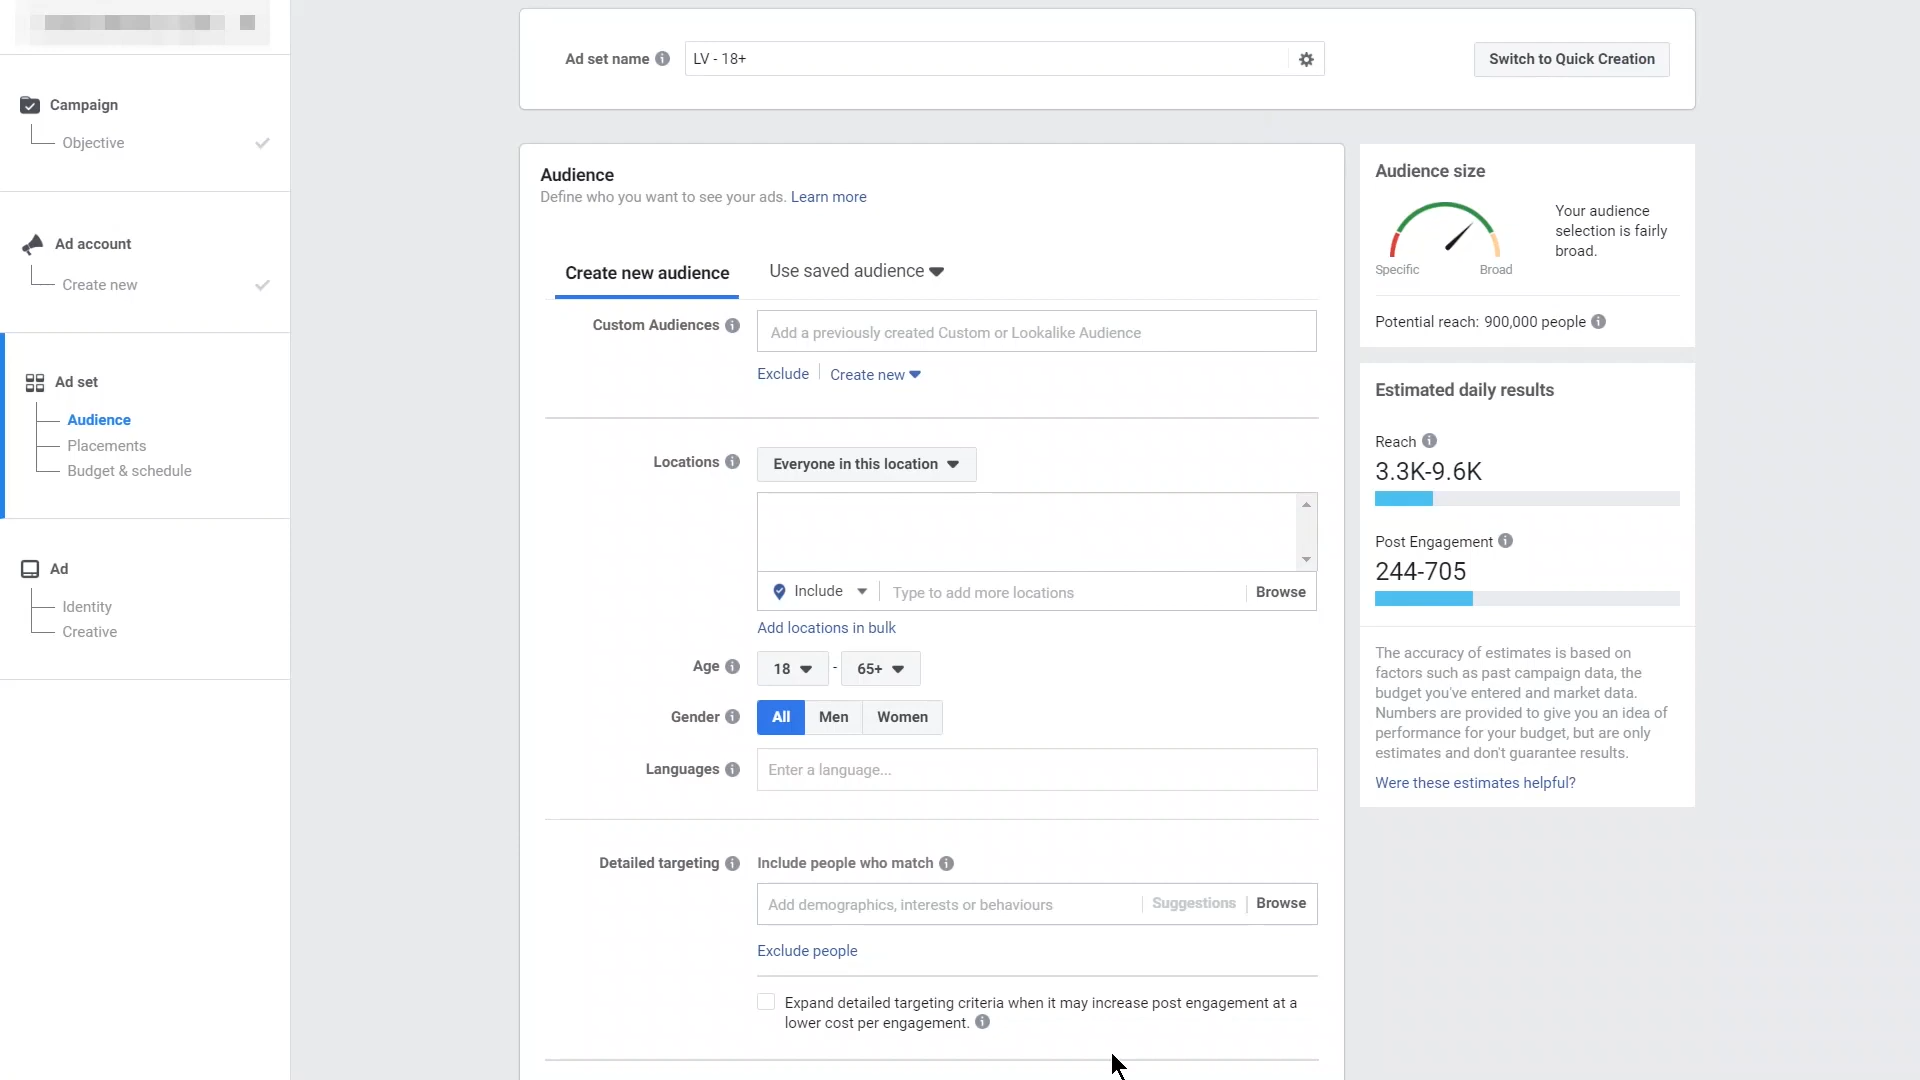 Ad set name
LV - 18+
Switch to Quick Creation
Campaign
Objective
Ad account
Create new
Ad set
Audience
Placements
Budget & schedule
Ad
Identity
Creative
Audience
Define who you want to see your ads. Learn more
Create new audience
Use saved audience
Custom Audiences
Add a previously created Custom or Lookalike Audience
Exclude
Create new
Locations
Everyone in this location
Include
Type to add more locations
Browse
Add locations in bulk
Age
18 - 65+
Gender
All Men Women
Languages
Enter a language...
Detailed targeting
Include people who match
Add demographics, interests or behaviours
Suggestions
Browse
Exclude people
Expand detailed targeting criteria when it may increase post engagement at a
lower cost per engagement.
Audience size
Your audience
selection is fairly
broad.
Specific
Broad
Potential reach: 900,000 people
Estimated daily results
Reach
3.3K-9.6K
Post Engagement
244-705
The accuracy of estimates is based on
factors such as past campaign data, the
budget you've entered and market data.
Numbers are provided to give you an idea of
performance for your budget, but are only
estimates and don't guarantee results.
Were these estimates helpful?